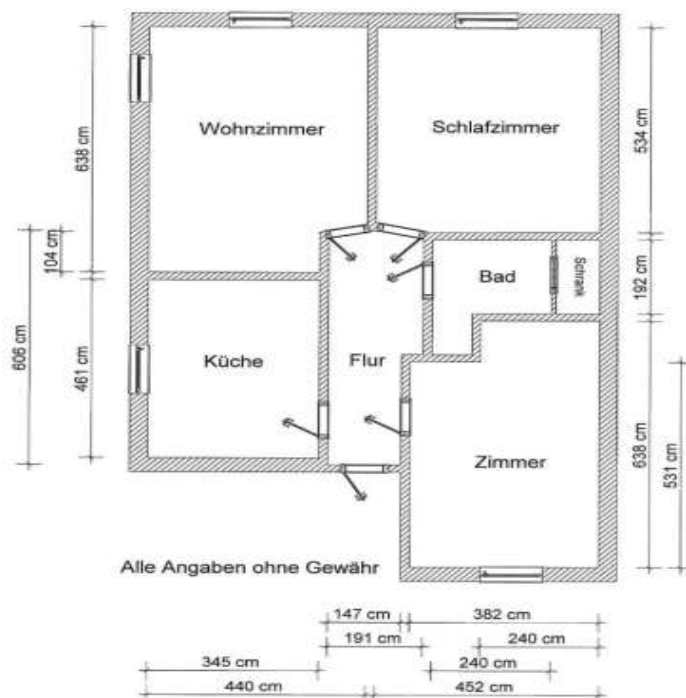 638 cm
Wohnzimmer
Schlafzimmer
534 cm
104 cm
606 cm
Bad
Schrank
192 cm
461 cm
Küche
Flur
Zimmer
638 cm
531 cm
Alle Angaben ohne Gewähr
147 cm
382 cm
191 cm
240 cm
345 cm
240 cm
440 cm
452 cm